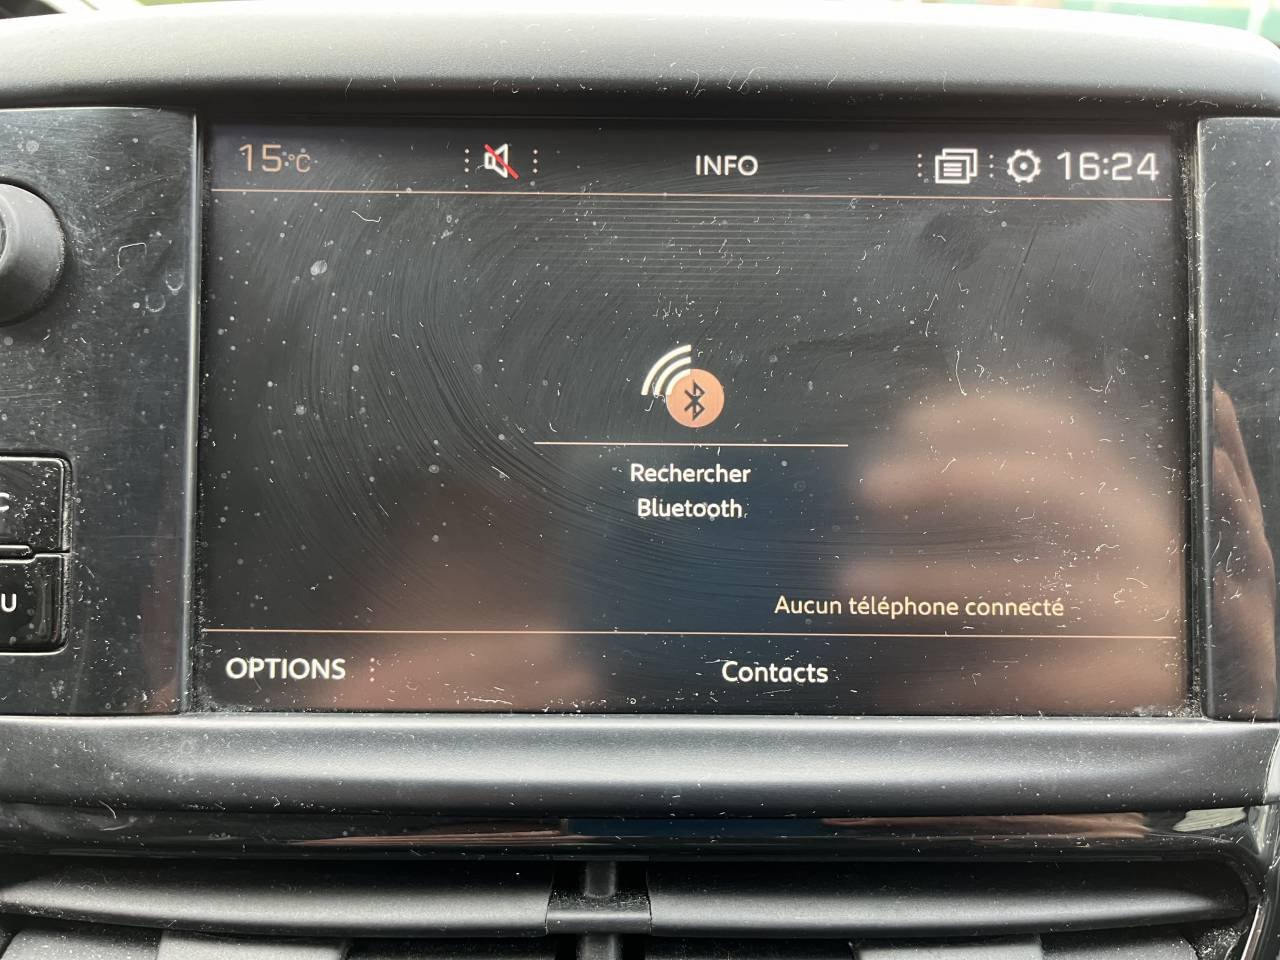 15°C
INFO
16:24
C
U
Rechercher
Bluetooth
Aucun téléphone connecté
OPTIONS
Contacts